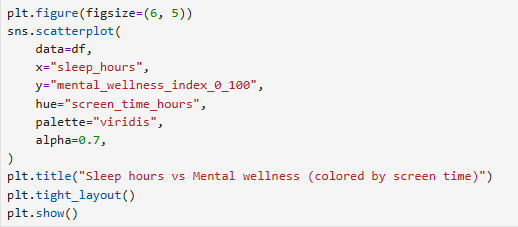 plt.figure(figsize=(6, 5))
sns.scatterplot(
    data=df,
    x="sleep_hours",
    y="mental_wellness_index_0_100",
    hue="screen_time_hours",
    palette="viridis",
    alpha=0.7,
)
plt.title("Sleep hours vs Mental wellness (colored by screen time)")
plt.tight_layout()
plt.show()